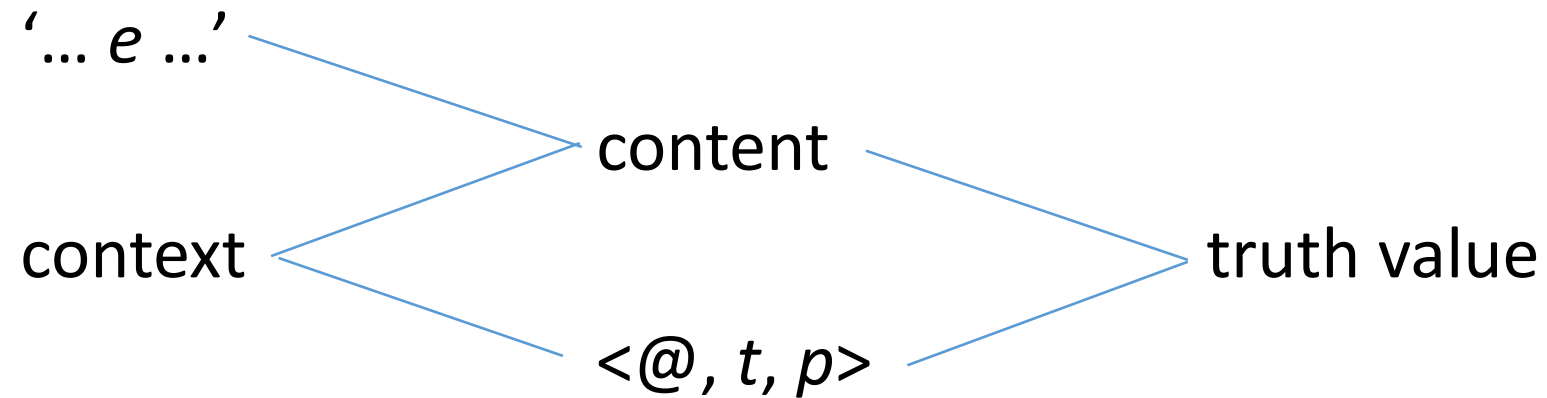 ‘… e …’
content
context
truth value
<@, t, p>